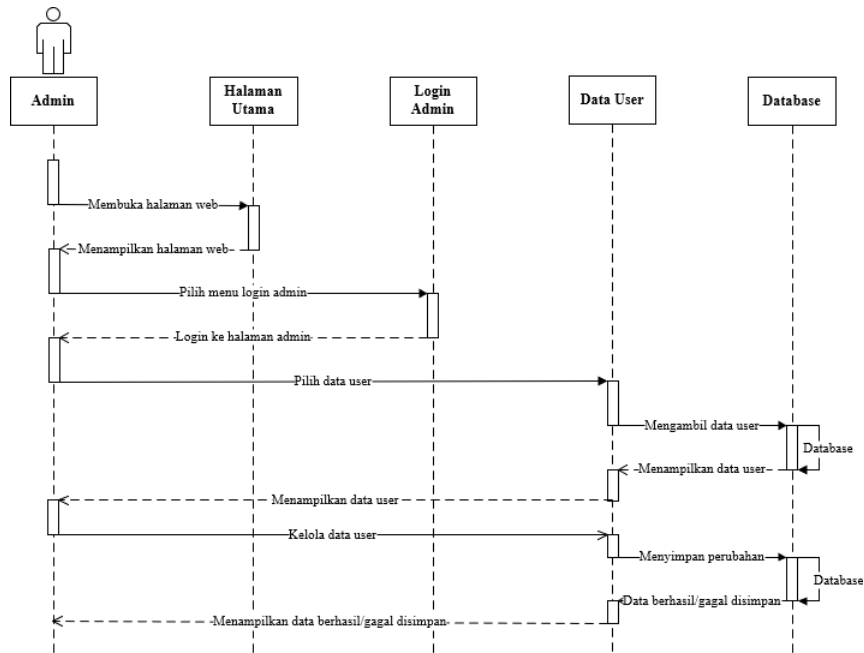 Admin
Halaman
Utama
Login
Admin
Data User
Database
Membuka halaman web
Menampilkan halaman web
Pilih menu login admin
Login ke halaman admin
Pilih data user
Mengambil data user
Database
Menampilkan data user
Menampilkan data user
Kelola data user
Menyimpan perubahan
Database
Data berhasil/gagal disimpan
Menampilkan data berhasil/gagal disimpan